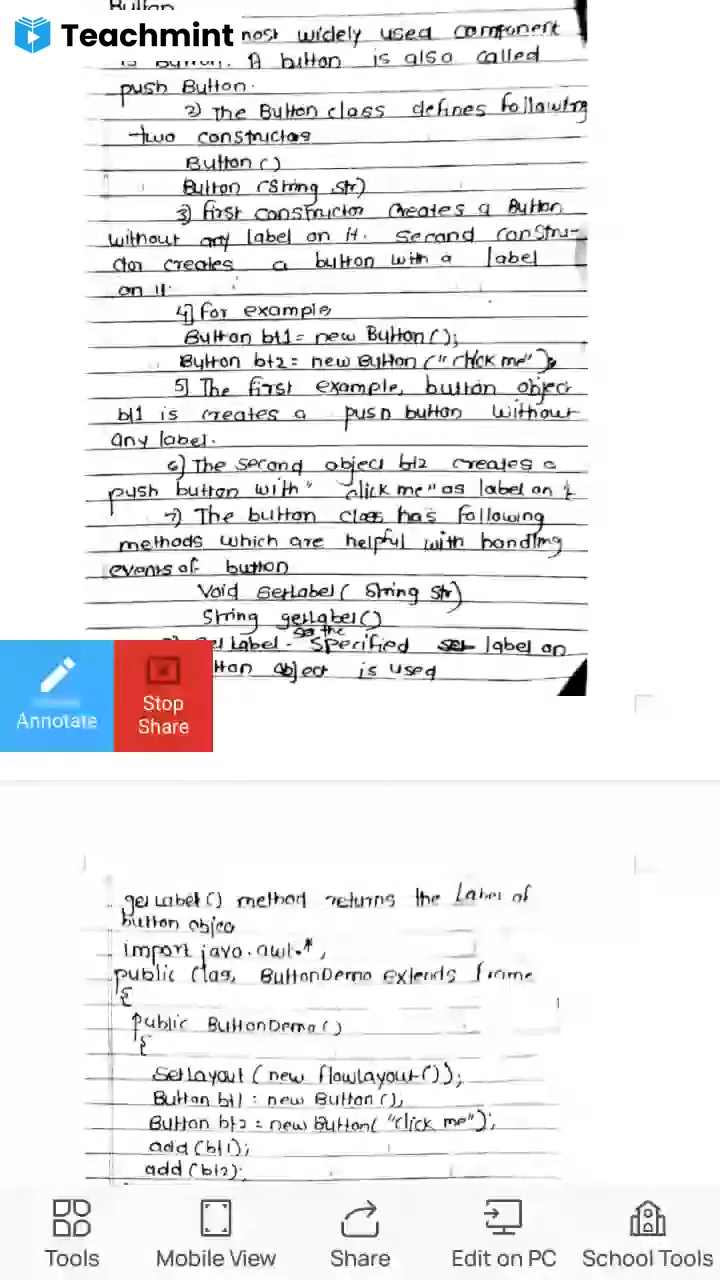 Button
Teachmint
most widely used component
is button. A button is also called
push Button.
2) The Button class defines following
two constructos
Button ()
Button (String str)
3) first constructor creates a Button
without any label on it. Second constru-
ctor creates a button with a label
on it.
4] for example
Button bt1 = new Button();
Button bt2 = new Button ("click me");
5] The first example, button object
bt1 is creates a push button without
any label.
6) The second object bt2 creates a
push button with " click me" as label on it
7) The button class has following
methods which are helpful with handling
events of button
Void SetLabel ( String str)
String getLabel()
set the
SetLabel - specified set label on
button object is used
Annotate
Stop
Share
getLabel() method returns the Label of
button object
import java.awt.*,
public class ButtonDemo extends frame
{
public ButtonDemo()
{
SetLayout (new flowLayout());
Button bt1 = new Button(),
Button bt2 = new Button( "click me");
add (bt1);
add (bt2);
Tools
Mobile View
Share
Edit on PC
School Tools